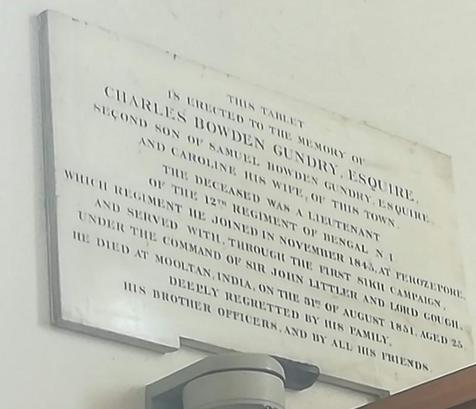 THIS TABLET
IS ERECTED TO THE MEMORY OF
CHARLES BOWDEN GUNDRY, ESQUIRE,
SECOND SON OF SAMUEL BOWDEN GUNDRY, ESQUIRE,
AND CAROLINE HIS WIFE, OF THIS TOWN.
THE DECEASED WAS A LIEUTENANT
OF THE 12TH REGIMENT OF BENGAL N. I.
WHICH REGIMENT HE JOINED IN NOVEMBER 1845, AT FEROZEPORE,
AND SERVED WITH, THROUGH THE FIRST SIKH CAMPAIGN,
UNDER THE COMMAND OF SIR JOHN LITTLER AND LORD GOUGH.
HE DIED AT MOOLTAN, INDIA, ON THE 31ST OF AUGUST 1851, AGED 25,
DEEPLY REGRETTED BY HIS FAMILY,
HIS BROTHER OFFICERS, AND BY ALL HIS FRIENDS.